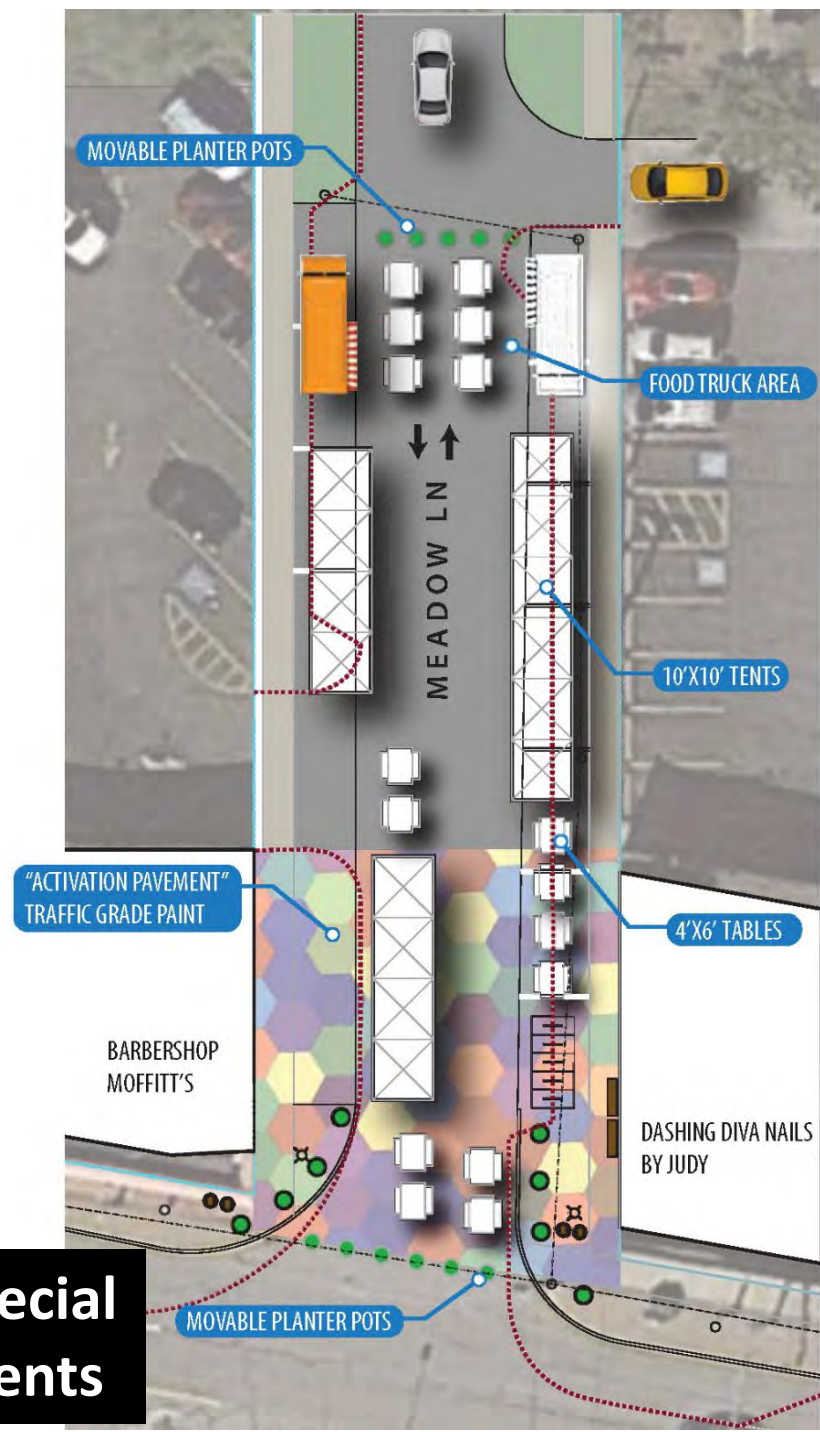 MOVABLE PLANTER POTS
FOOD TRUCK AREA
MEADOW LN
10'X10' TENTS
"ACTIVATION PAVEMENT"
TRAFFIC GRADE PAINT
4'X6' TABLES
BARBERSHOP
MOFFITT'S
DASHING DIVA NAILS
BY JUDY
ecial
ents
MOVABLE PLANTER POTS